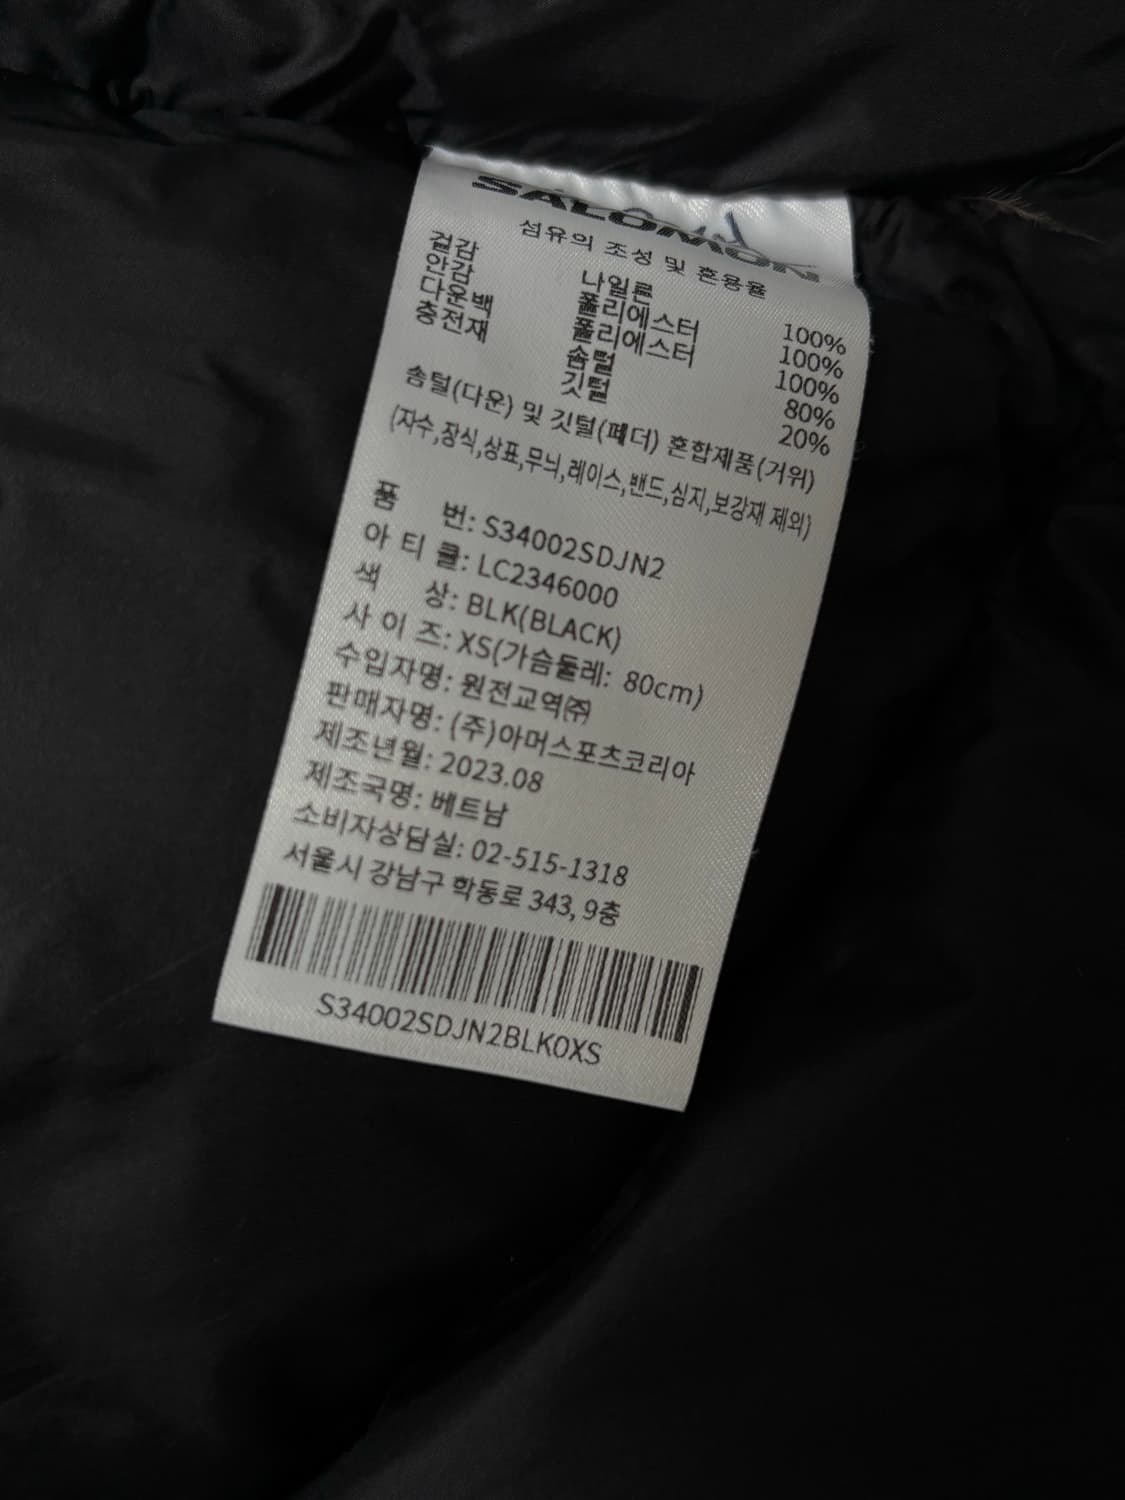 SALOMON
섬유의 조성 및 혼용율
겉감 나일론 100%
안감 폴리에스터 100%
다운백 폴리에스터 100%
충전재 솜털 80%
깃털 20%
솜털(다운) 및 깃털(페더) 혼합제품(거위)
(자수,장식,상표,무늬,레이스,밴드,심지,보강재 제외)
품 번: S34002SDJN2
아 티 클: LC2346000
색 상: BLK(BLACK)
사 이 즈: XS(가슴둘레: 80cm)
수입자명: 원전교역㈜
판매자명: (주)아머스포츠코리아
제조년월: 2023.08
제조국명: 베트남
소비자상담실: 02-515-1318
서울시 강남구 학동로 343, 9층
S34002SDJN2BLK0XS